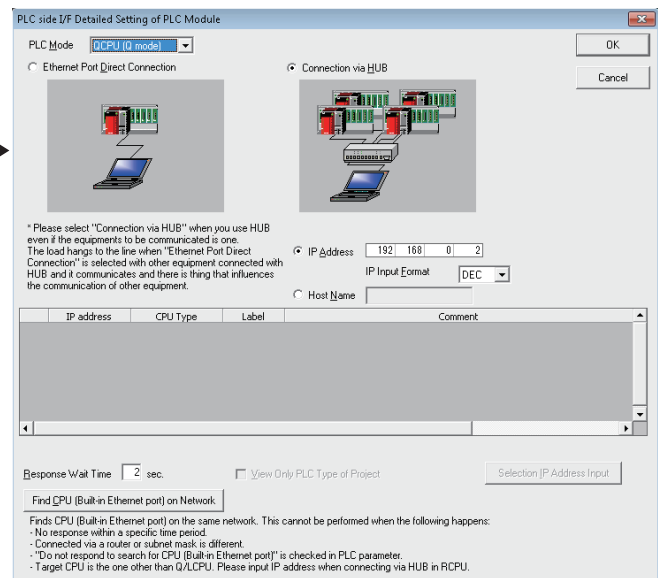 PLC side I/F Detailed Setting of PLC Module
PLC Mode QCPU (Q mode)
OK
Ethernet Port Direct Connection
Connection via HUB
Cancel
* Please select "Connection via HUB" when you use HUB
even if the equipments to be communicated is one.
The load hangs to the line when "Ethernet Port Direct
Connection" is selected with other equipment connected with
HUB and it communicates and there is thing that influences
the communication of other equipment.
IP Address 192 168 0 2
IP Input Format DEC
Host Name
IP address CPU Type Label Comment
Response Wait Time 2 sec.
View Only PLC Type of Project
Selection IP Address Input
Find CPU (Built-in Ethernet port) on Network
Finds CPU (Built-in Ethernet port) on the same network. This cannot be performed when the following happens:
- No response within a specific time period.
- Connected via a router or subnet mask is different.
- "Do not respond to search for CPU (Built-in Ethernet port)" is checked in PLC parameter.
- Target CPU is the one other than Q/LCPU. Please input IP address when connecting via HUB in RCPU.